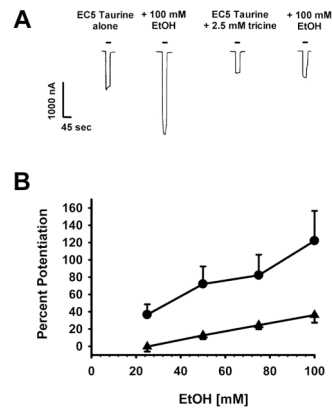 A
EC5 Taurine alone
+ 100 mM EtOH
EC5 Taurine + 2.5 mM tricine
+ 100 mM EtOH
1000 nA
45 sec
B
Percent Potentiation
160
140
120
100
80
60
40
20
0
0 20 40 60 80 100
EtOH [mM]